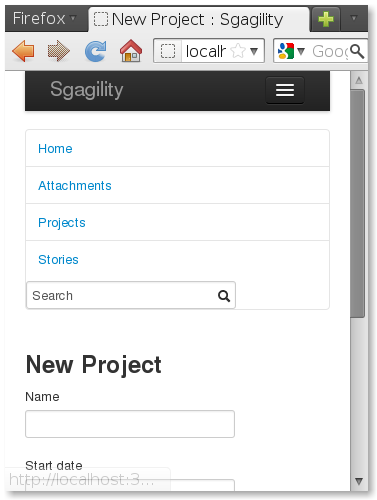 Firefox
New Project : Sgagility
localh
Goog
Sgagility
Home
Attachments
Projects
Stories
Search
New Project
Name
Start date
http://localhost:3...